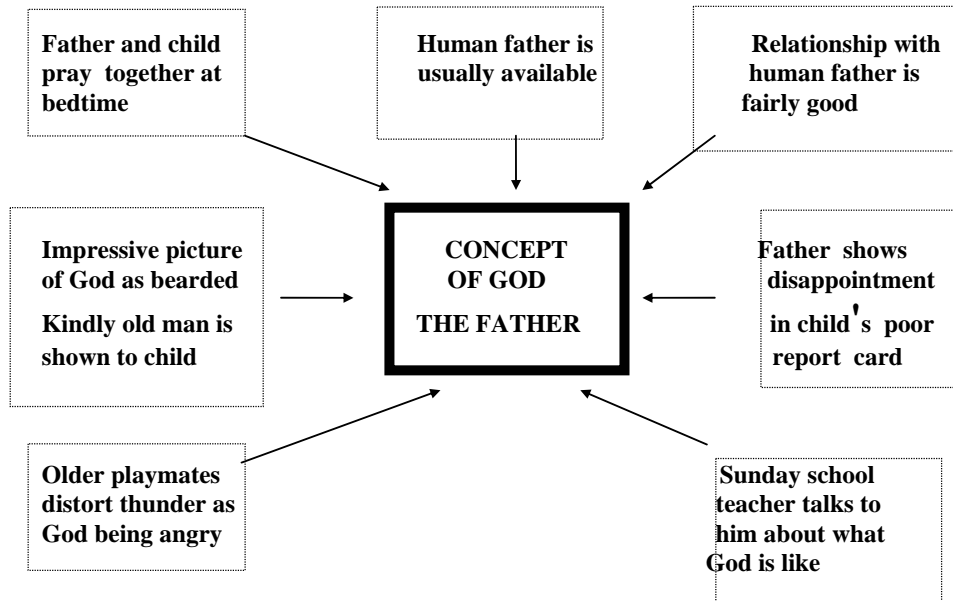 Father and child
pray together at
bedtime
Human father is
usually available
Relationship with
human father is
fairly good
Impressive picture
of God as bearded
Kindly old man is
shown to child
CONCEPT
OF GOD
THE FATHER
Father shows
disappointment
in child's poor
report card
Older playmates
distort thunder as
God being angry
Sunday school
teacher talks to
him about what
God is like